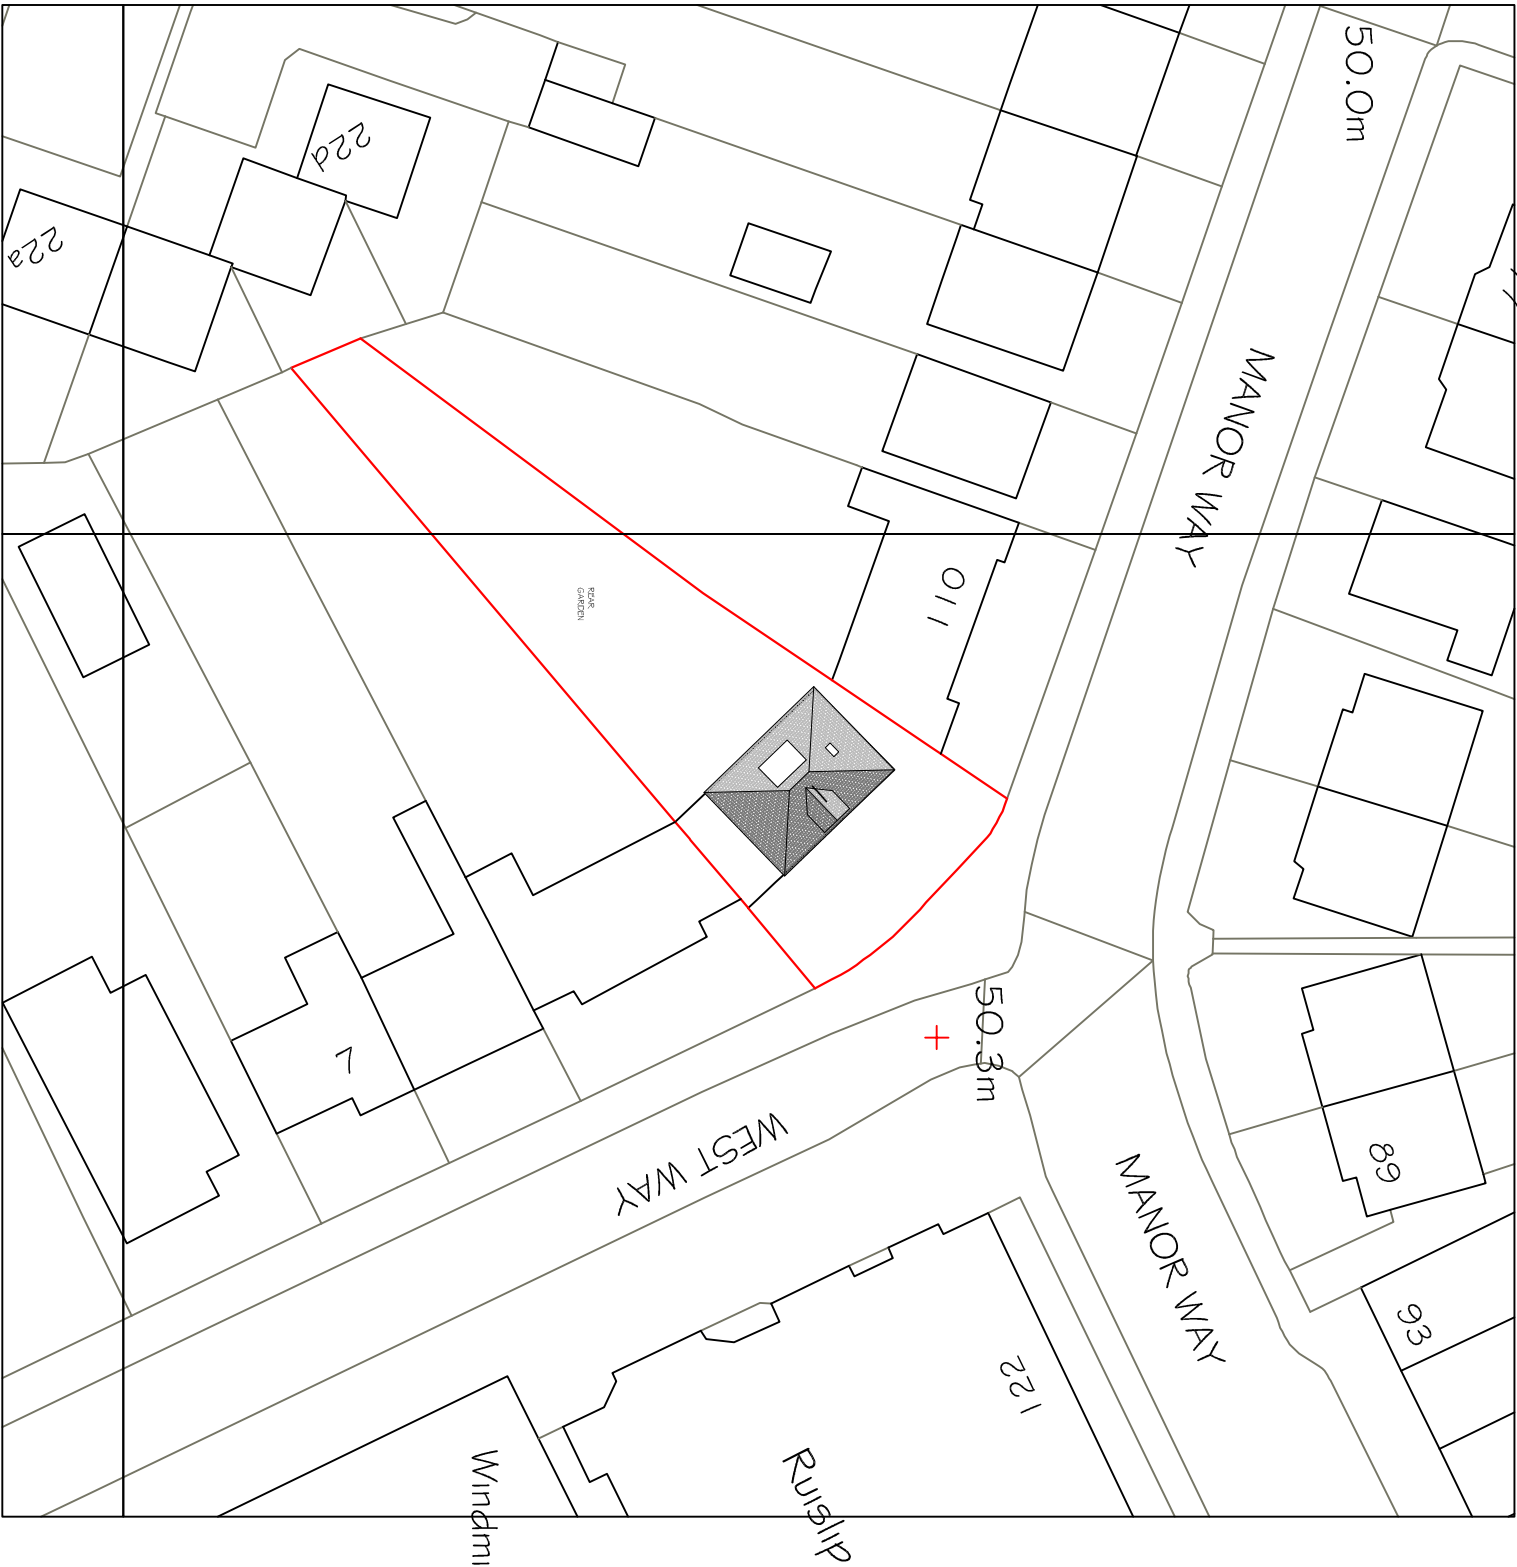 50.0m
22d
22a
MANOR WAY
110
REAR
GARDEN
50.3m
7
WEST WAY
MANOR WAY
89
93
122
Ruislip
Windmi